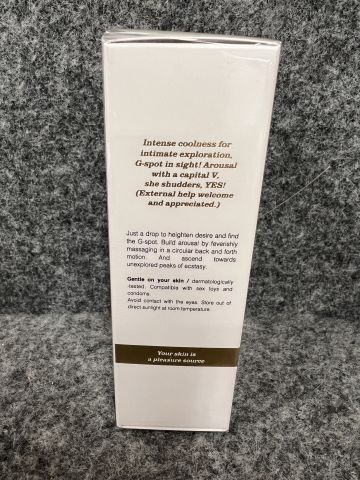 Intense coolness for
intimate exploration,
G-spot in sight! Arousal
with a capital V,
she shudders, YES!
(External help welcome
and appreciated.)
Just a drop to heighten desire and find
the G-spot. Build arousal by feverishly
massaging in a circular back and forth
motion. And ascend towards
unexplored peaks of ecstasy.
Gentle on your skin / dermatologically
-tested. Compatible with sex toys and
condoms.
Avoid contact with the eyes. Store out of
direct sunlight at room temperature.
Your skin is
a pleasure source